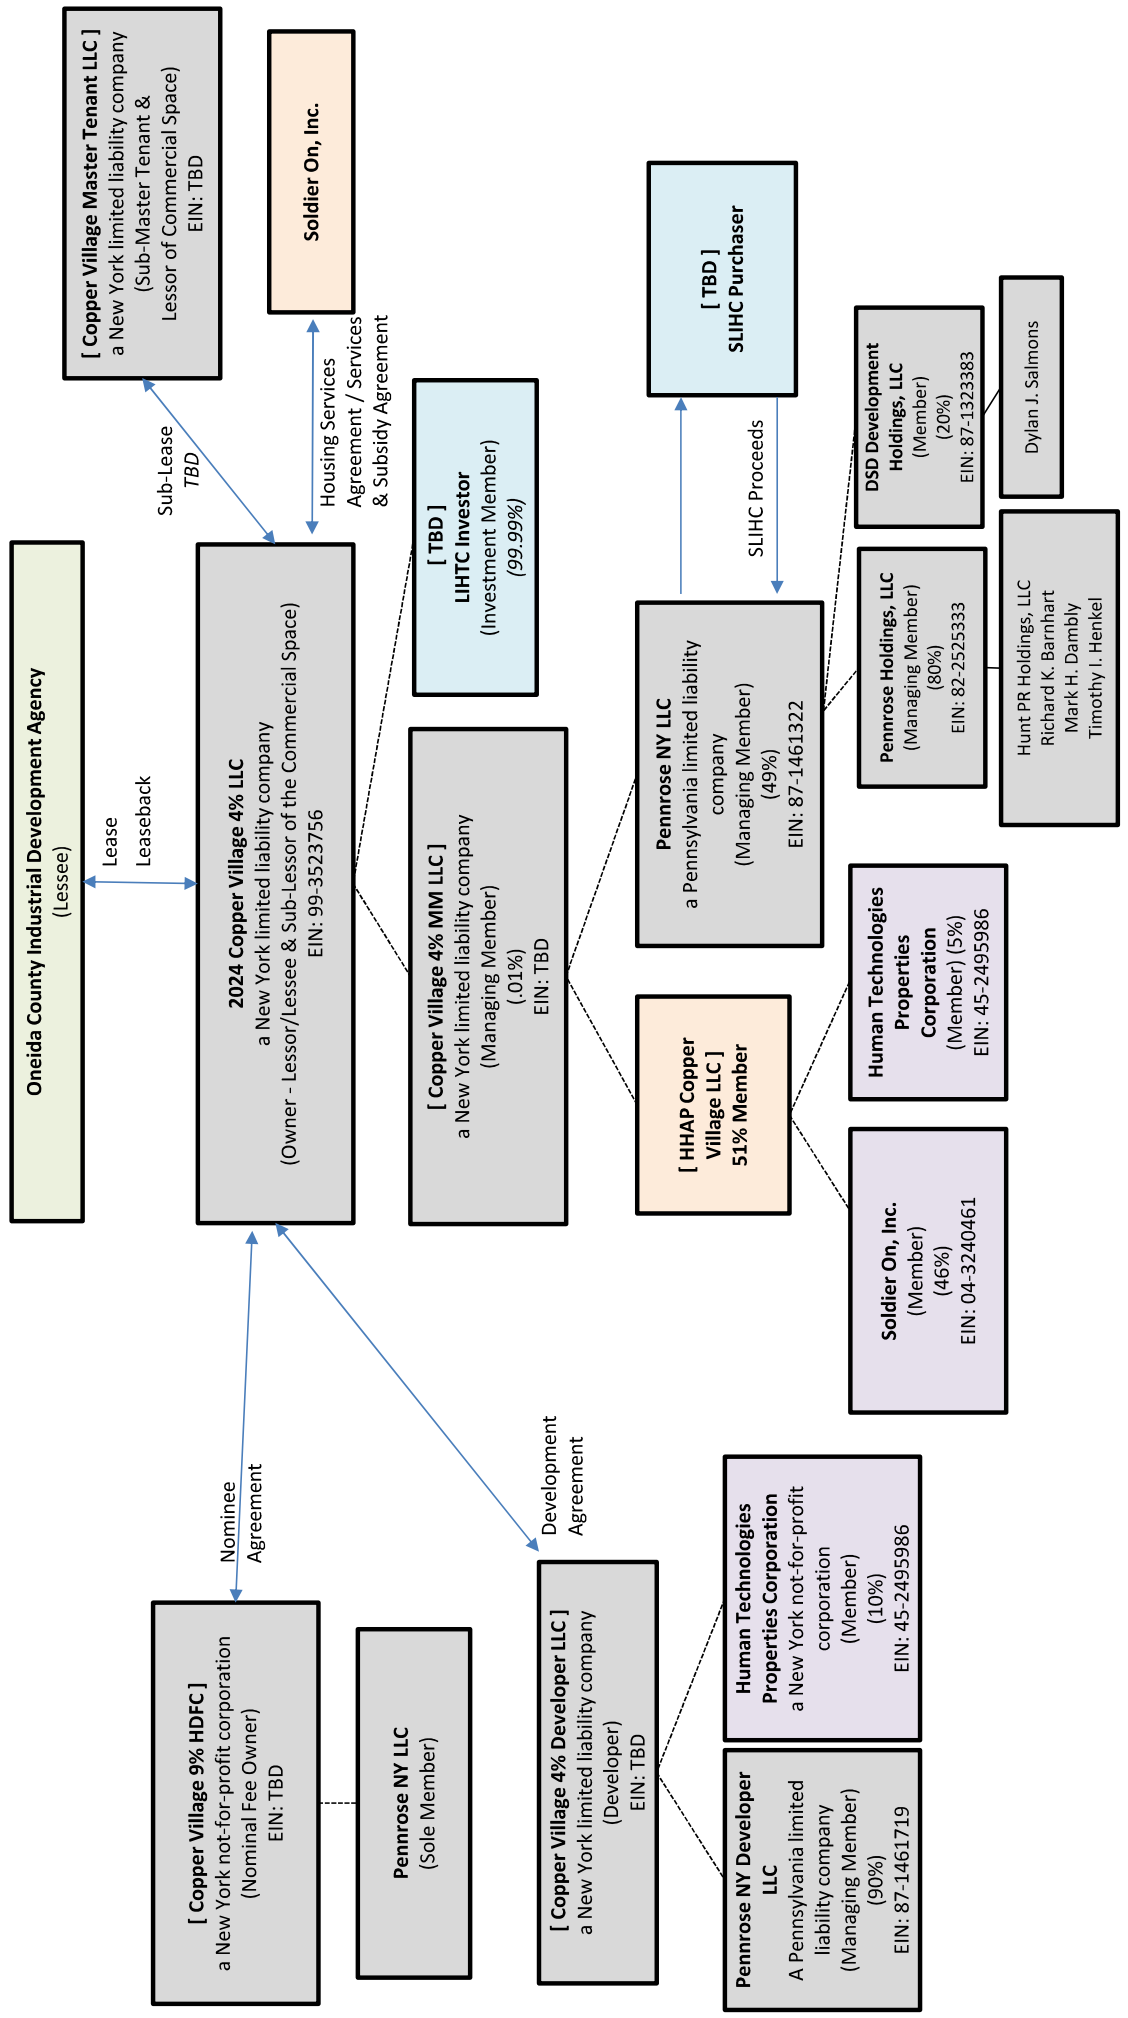 Oneida County Industrial Development Agency
(Lessee)
Lease
Leaseback
[ Copper Village Master Tenant LLC ]
a New York limited liability company
(Sub-Master Tenant &
Lessor of Commercial Space)
EIN: TBD
Sub-Lease
TBD
[ Copper Village 9% HDFC ]
a New York not-for-profit corporation
(Nominal Fee Owner)
EIN: TBD
Nominee
Agreement
2024 Copper Village 4% LLC
a New York limited liability company
(Owner - Lessor/Lessee & Sub-Lessor of the Commercial Space)
EIN: 99-3523756
Soldier On, Inc.
Housing Services
Agreement / Services
& Subsidy Agreement
Pennrose NY LLC
(Sole Member)
[ Copper Village 4% MM LLC ]
a New York limited liability company
(Managing Member)
(.01%)
EIN: TBD
[ TBD ]
LIHTC Investor
(Investment Member)
(99.99%)
Development
Agreement
[ Copper Village 4% Developer LLC ]
a New York limited liability company
(Developer)
EIN: TBD
[ HHAP Copper
Village LLC ]
51% Member
Pennrose NY LLC
a Pennsylvania limited liability
company
(Managing Member)
(49%)
EIN: 87-1461322
SLIHC Proceeds
[ TBD ]
SLIHC Purchaser
Pennrose NY Developer
LLC
A Pennsylvania limited
liability company
(Managing Member)
(90%)
EIN: 87-1461719
Human Technologies
Properties Corporation
a New York not-for-profit
corporation
(Member)
(10%)
EIN: 45-2495986
Soldier On, Inc.
(Member)
(46%)
EIN: 04-3240461
Human Technologies
Properties
Corporation
(Member) (5%)
EIN: 45-2495986
Pennrose Holdings, LLC
(Managing Member)
(80%)
EIN: 82-2525333
DSD Development
Holdings, LLC
(Member)
(20%)
EIN: 87-1323383
Hunt PR Holdings, LLC
Richard K. Barnhart
Mark H. Dambly
Timothy I. Henkel
Dylan J. Salmons